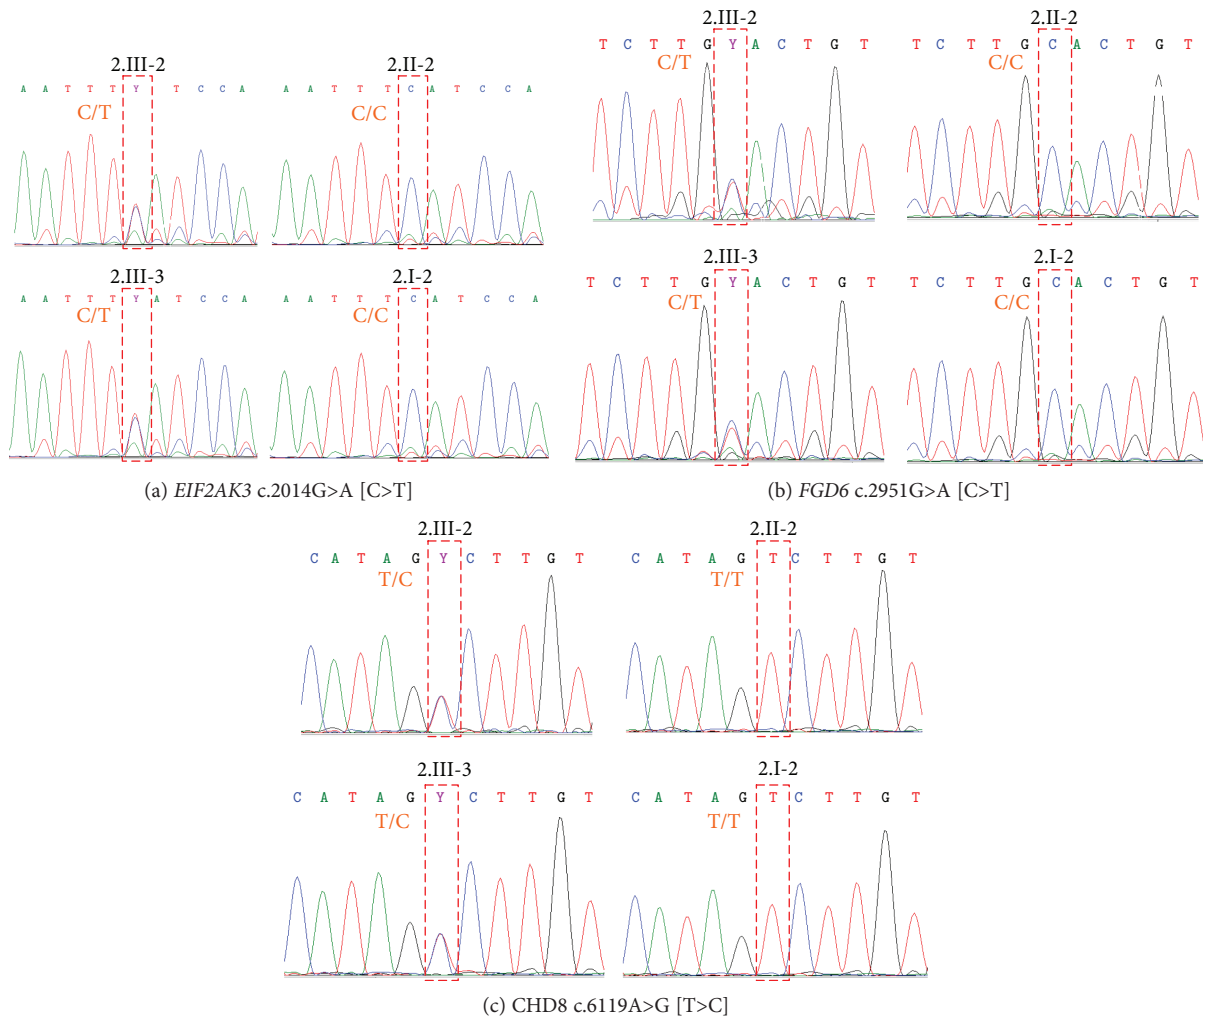 2.III-2
A A T T T Y T C C A
C/T
2.II-2
A A T T T C A T C C A
C/C
2.III-3
A A T T T Y A T C C A
C/T
2.I-2
A A T T T C A T C C A
C/C
(a) EIF2AK3 c.2014G>A [C>T]
2.III-2
T C T T G Y A C T G T
C/T
2.II-2
T C T T G C A C T G T
C/C
2.III-3
T C T T G Y A C T G T
C/T
2.I-2
T C T T G C A C T G T
C/C
(b) FGD6 c.2951G>A [C>T]
2.III-2
C A T A G Y C T T G T
T/C
2.II-2
C A T A G T C T T G T
T/T
2.III-3
C A T A G Y C T T G T
T/C
2.I-2
C A T A G T C T T G T
T/T
(c) CHD8 c.6119A>G [T>C]